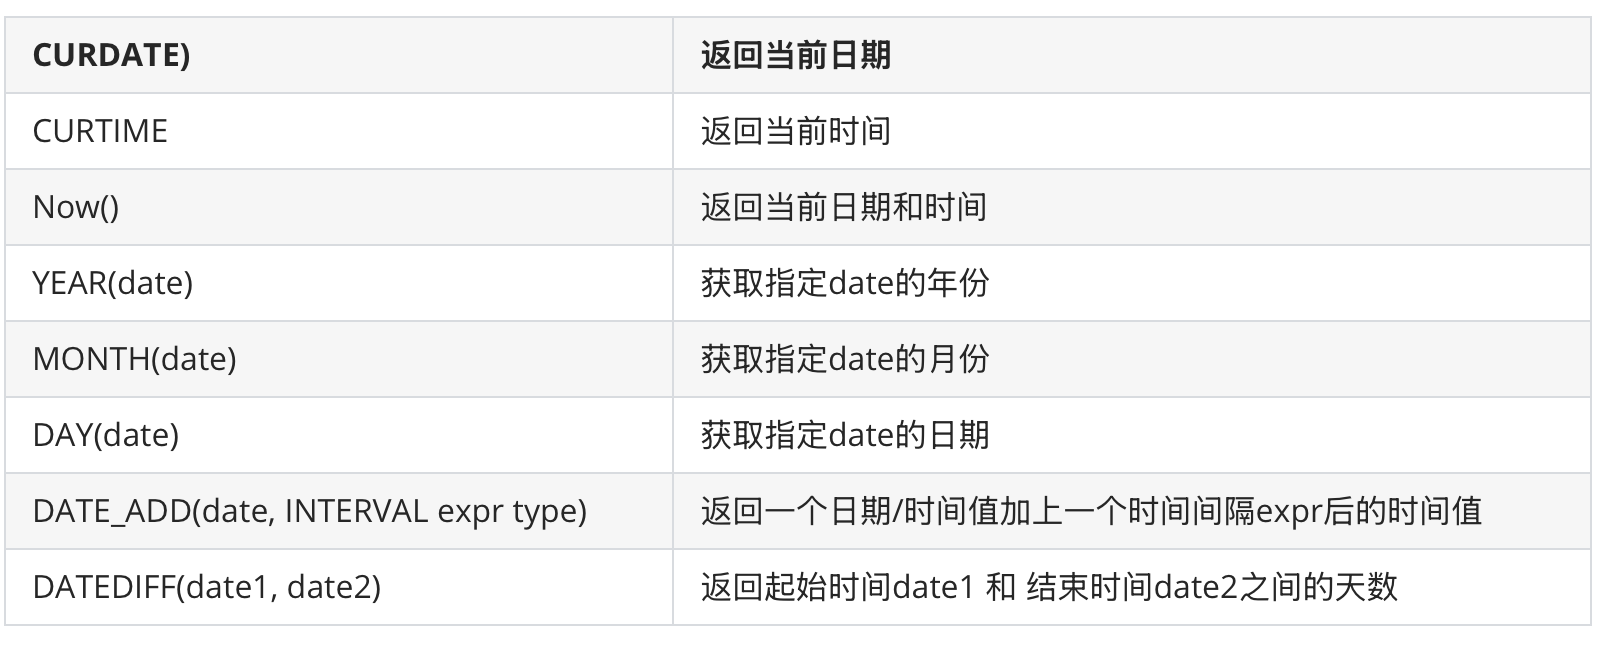 CURDATE) 返回当前日期
CURTIME 返回当前时间
Now() 返回当前日期和时间
YEAR(date) 获取指定date的年份
MONTH(date) 获取指定date的月份
DAY(date) 获取指定date的日期
DATE_ADD(date, INTERVAL expr type) 返回一个日期/时间值加上一个时间间隔expr后的时间值
DATEDIFF(date1, date2) 返回起始时间date1 和 结束时间date2之间的天数